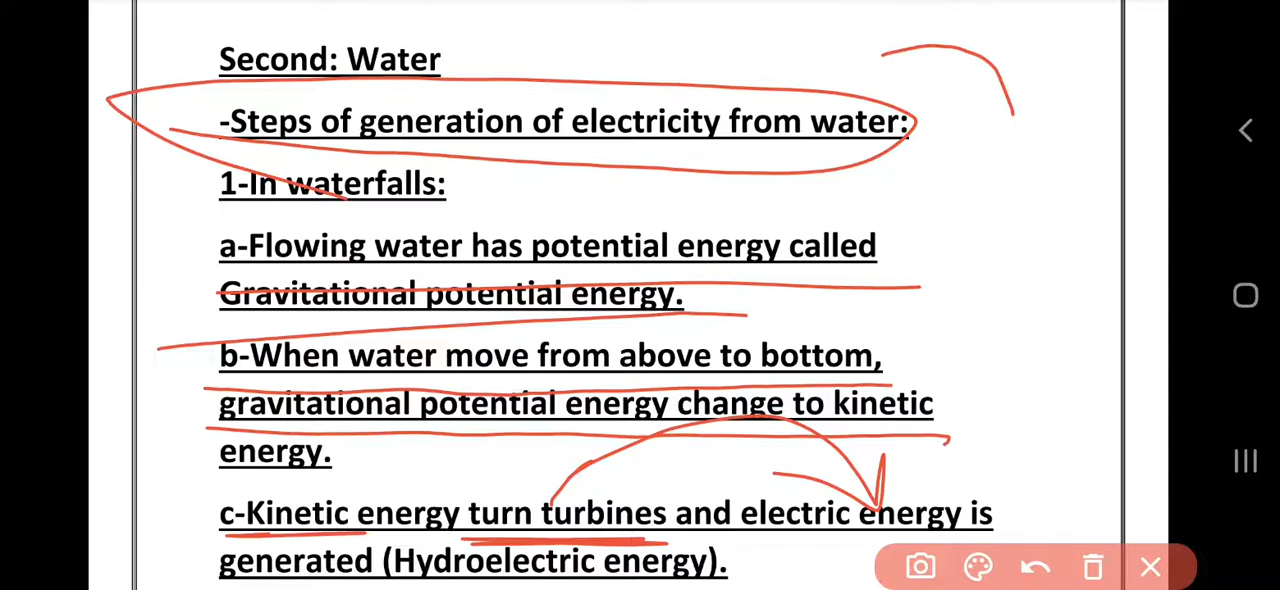 Second: Water
-Steps of generation of electricity from water:
1-In waterfalls:
a-Flowing water has potential energy called
Gravitational potential energy.
b-When water move from above to bottom,
gravitational potential energy change to kinetic
energy.
c-Kinetic energy turn turbines and electric energy is
generated (Hydroelectric energy).